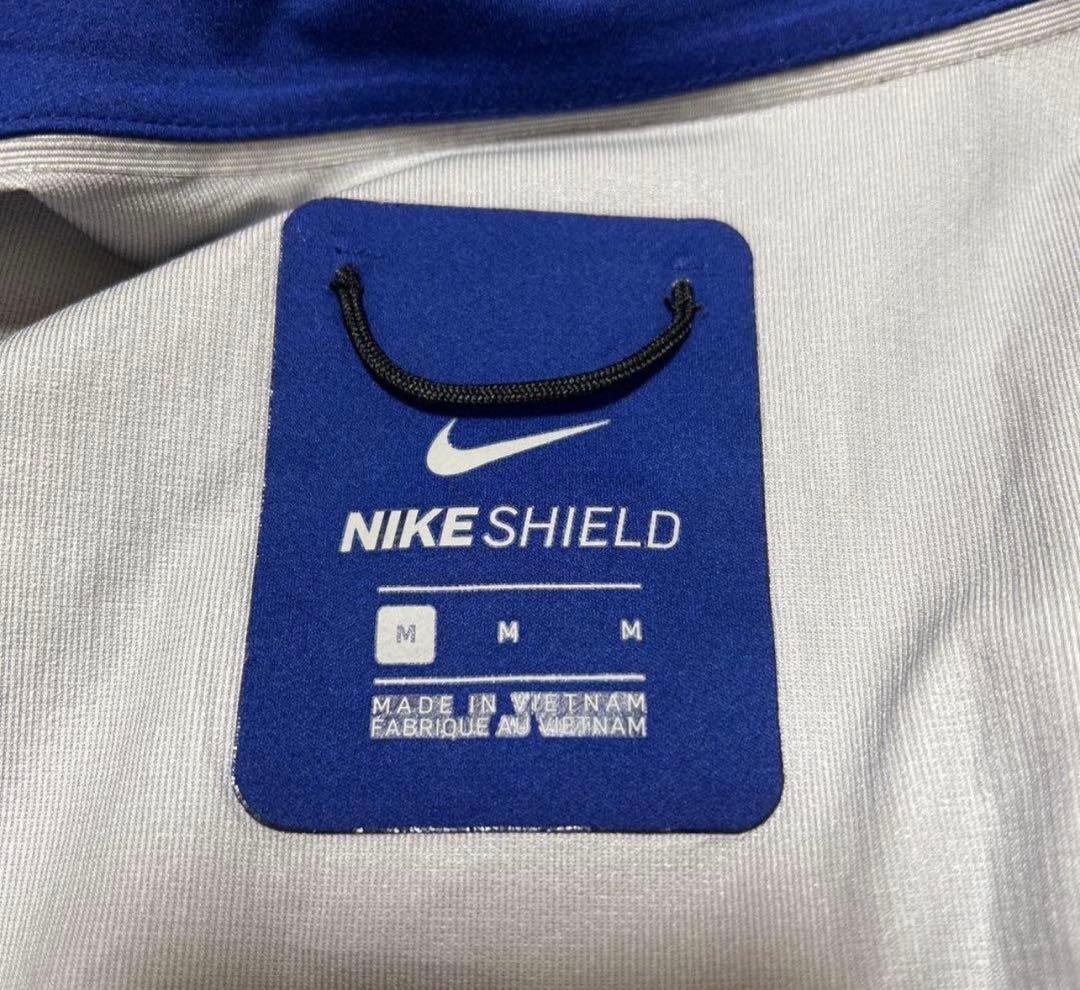 NIKE SHIELD
M M M
MADE IN VIETNAM
FABRIQUE AU VIETNAM